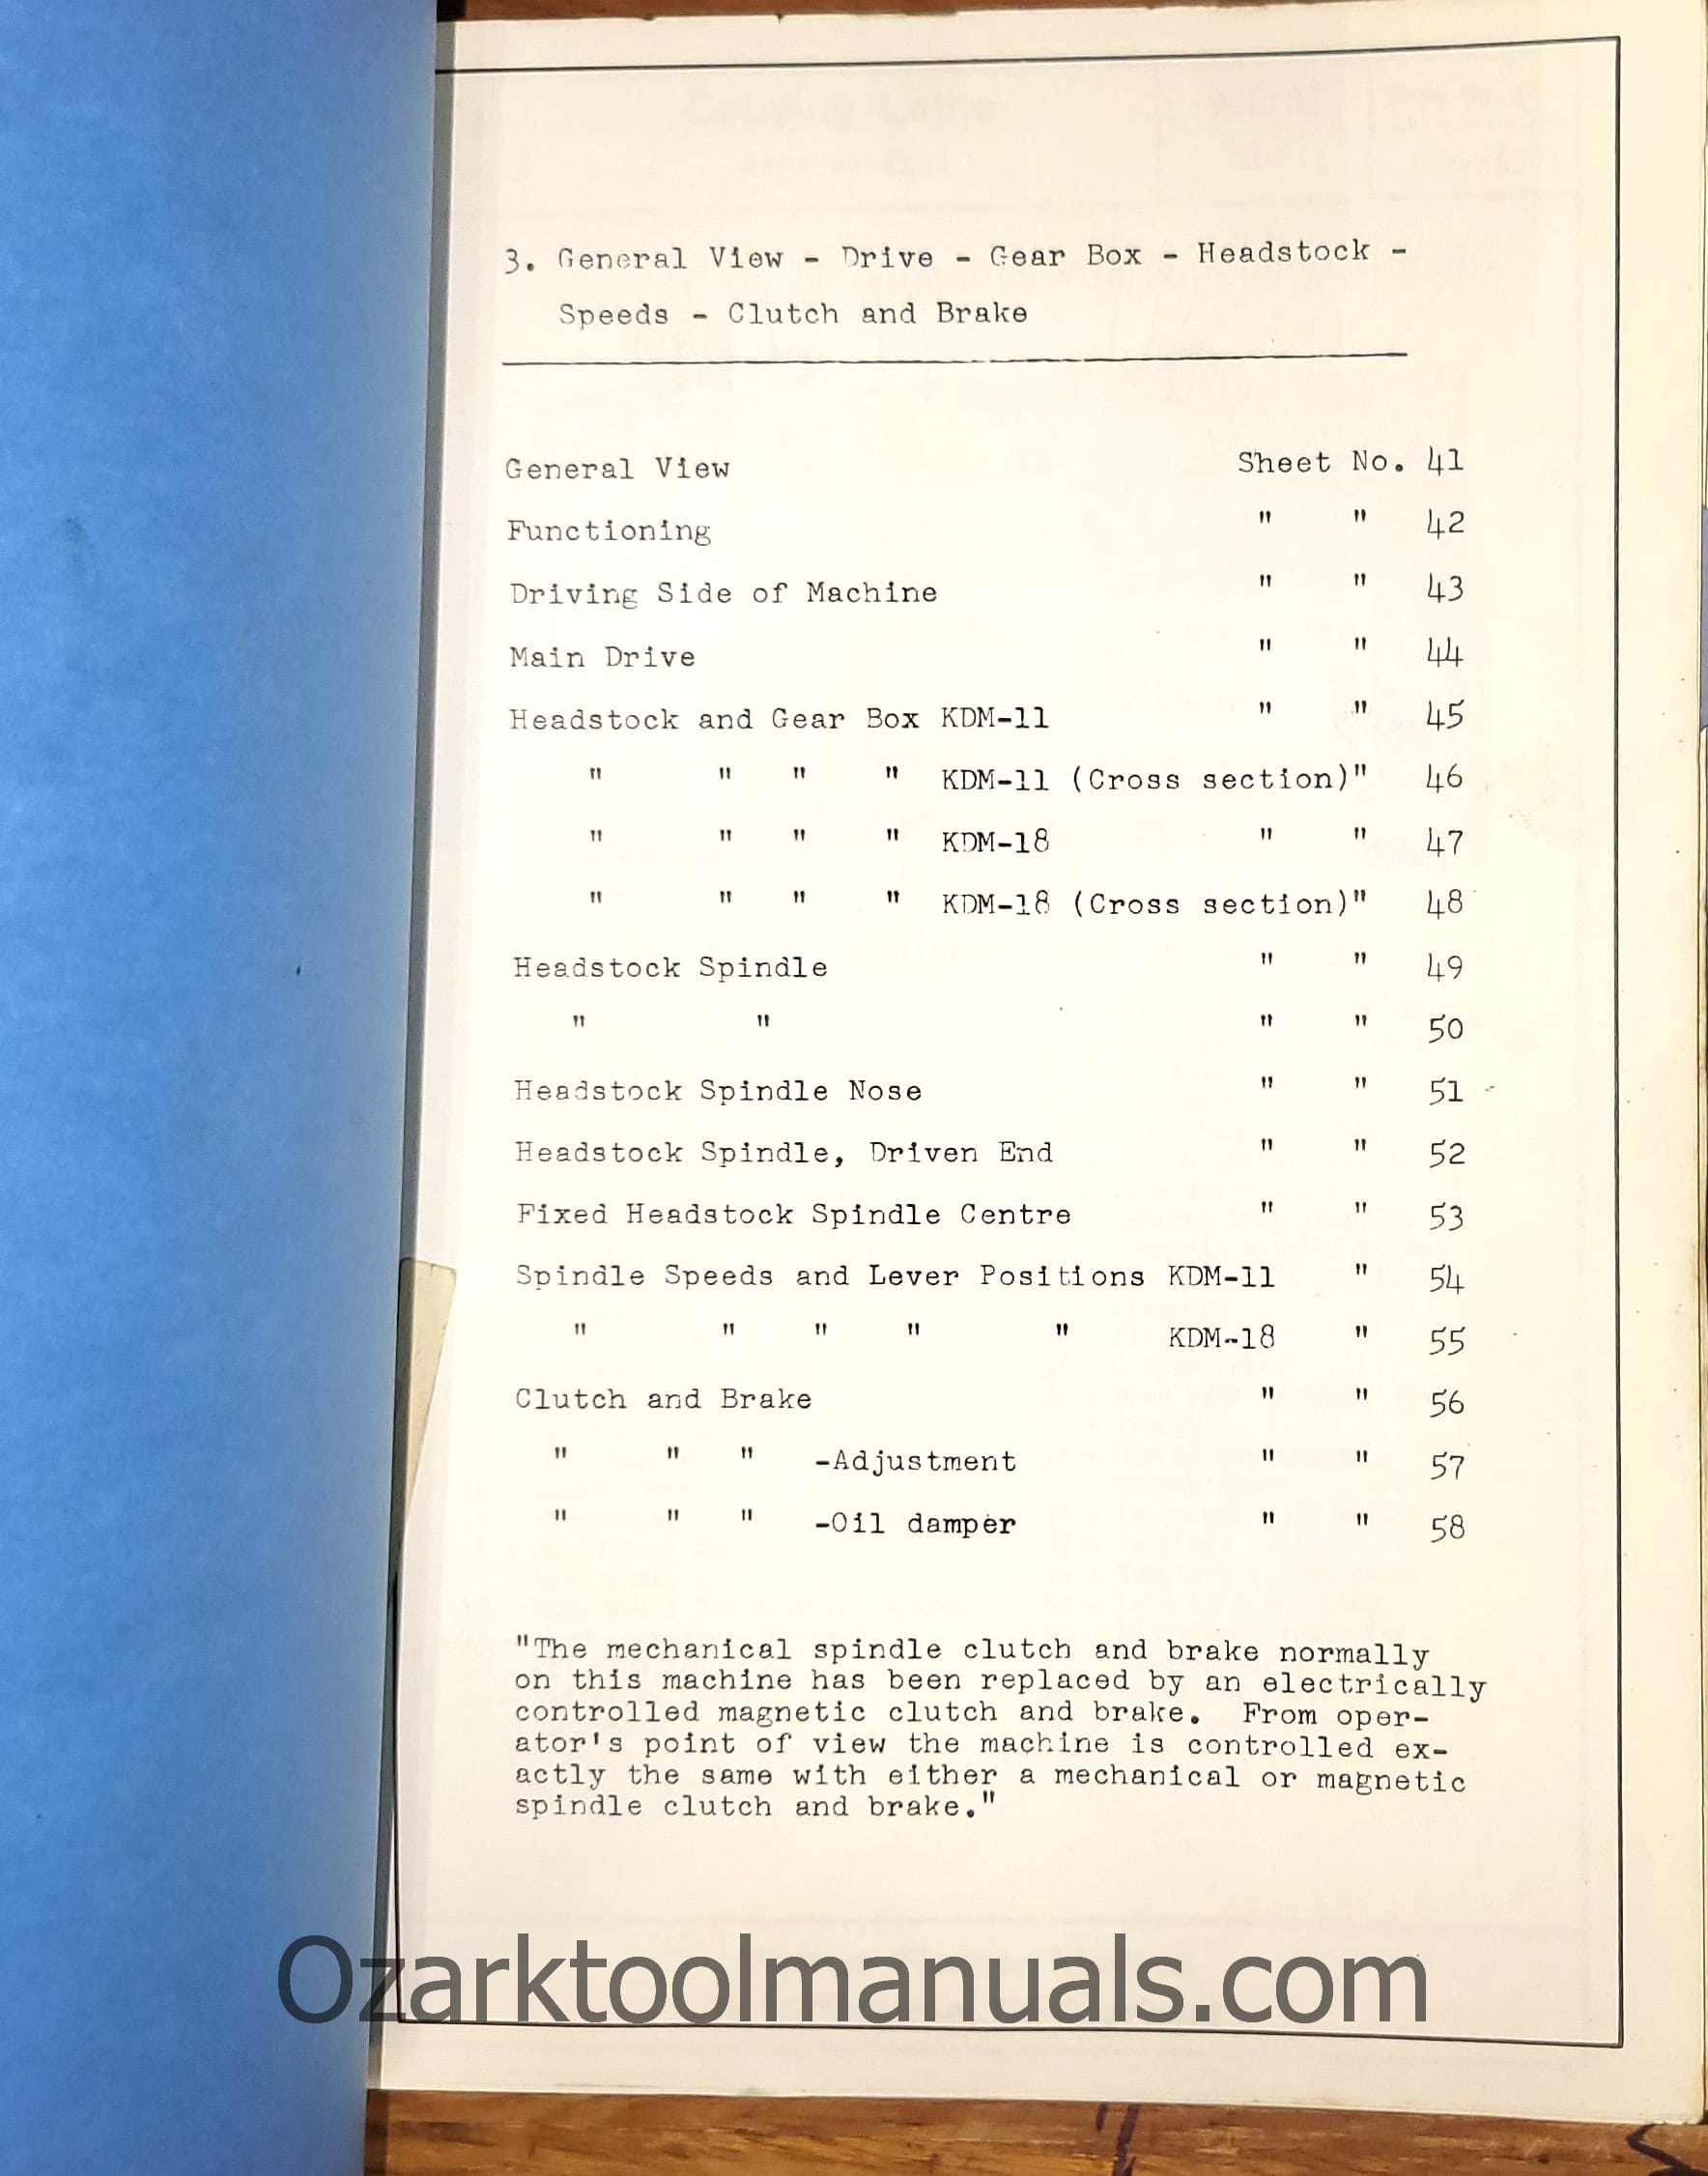 3. General View - Drive - Gear Box - Headstock -
Speeds - Clutch and Brake
General View Sheet No. 41
Functioning " " 42
Driving Side of Machine " " 43
Main Drive " " 44
Headstock and Gear Box KDM-11 " " 45
" " " " KDM-11 (Cross section)" 46
" " " " KDM-18 " " 47
" " " " KDM-18 (Cross section)" 48
Headstock Spindle " " 49
" " " " 50
Headstock Spindle Nose " " 51
Headstock Spindle, Driven End " " 52
Fixed Headstock Spindle Centre " " 53
Spindle Speeds and Lever Positions KDM-11 " 54
" " " " " KDM-18 " 55
Clutch and Brake " " 56
" " " -Adjustment " " 57
" " " -Oil damper " " 58
"The mechanical spindle clutch and brake normally
on this machine has been replaced by an electrically
controlled magnetic clutch and brake. From oper-
ator's point of view the machine is controlled ex-
actly the same with either a mechanical or magnetic
spindle clutch and brake."
Ozarktoolmanuals.com